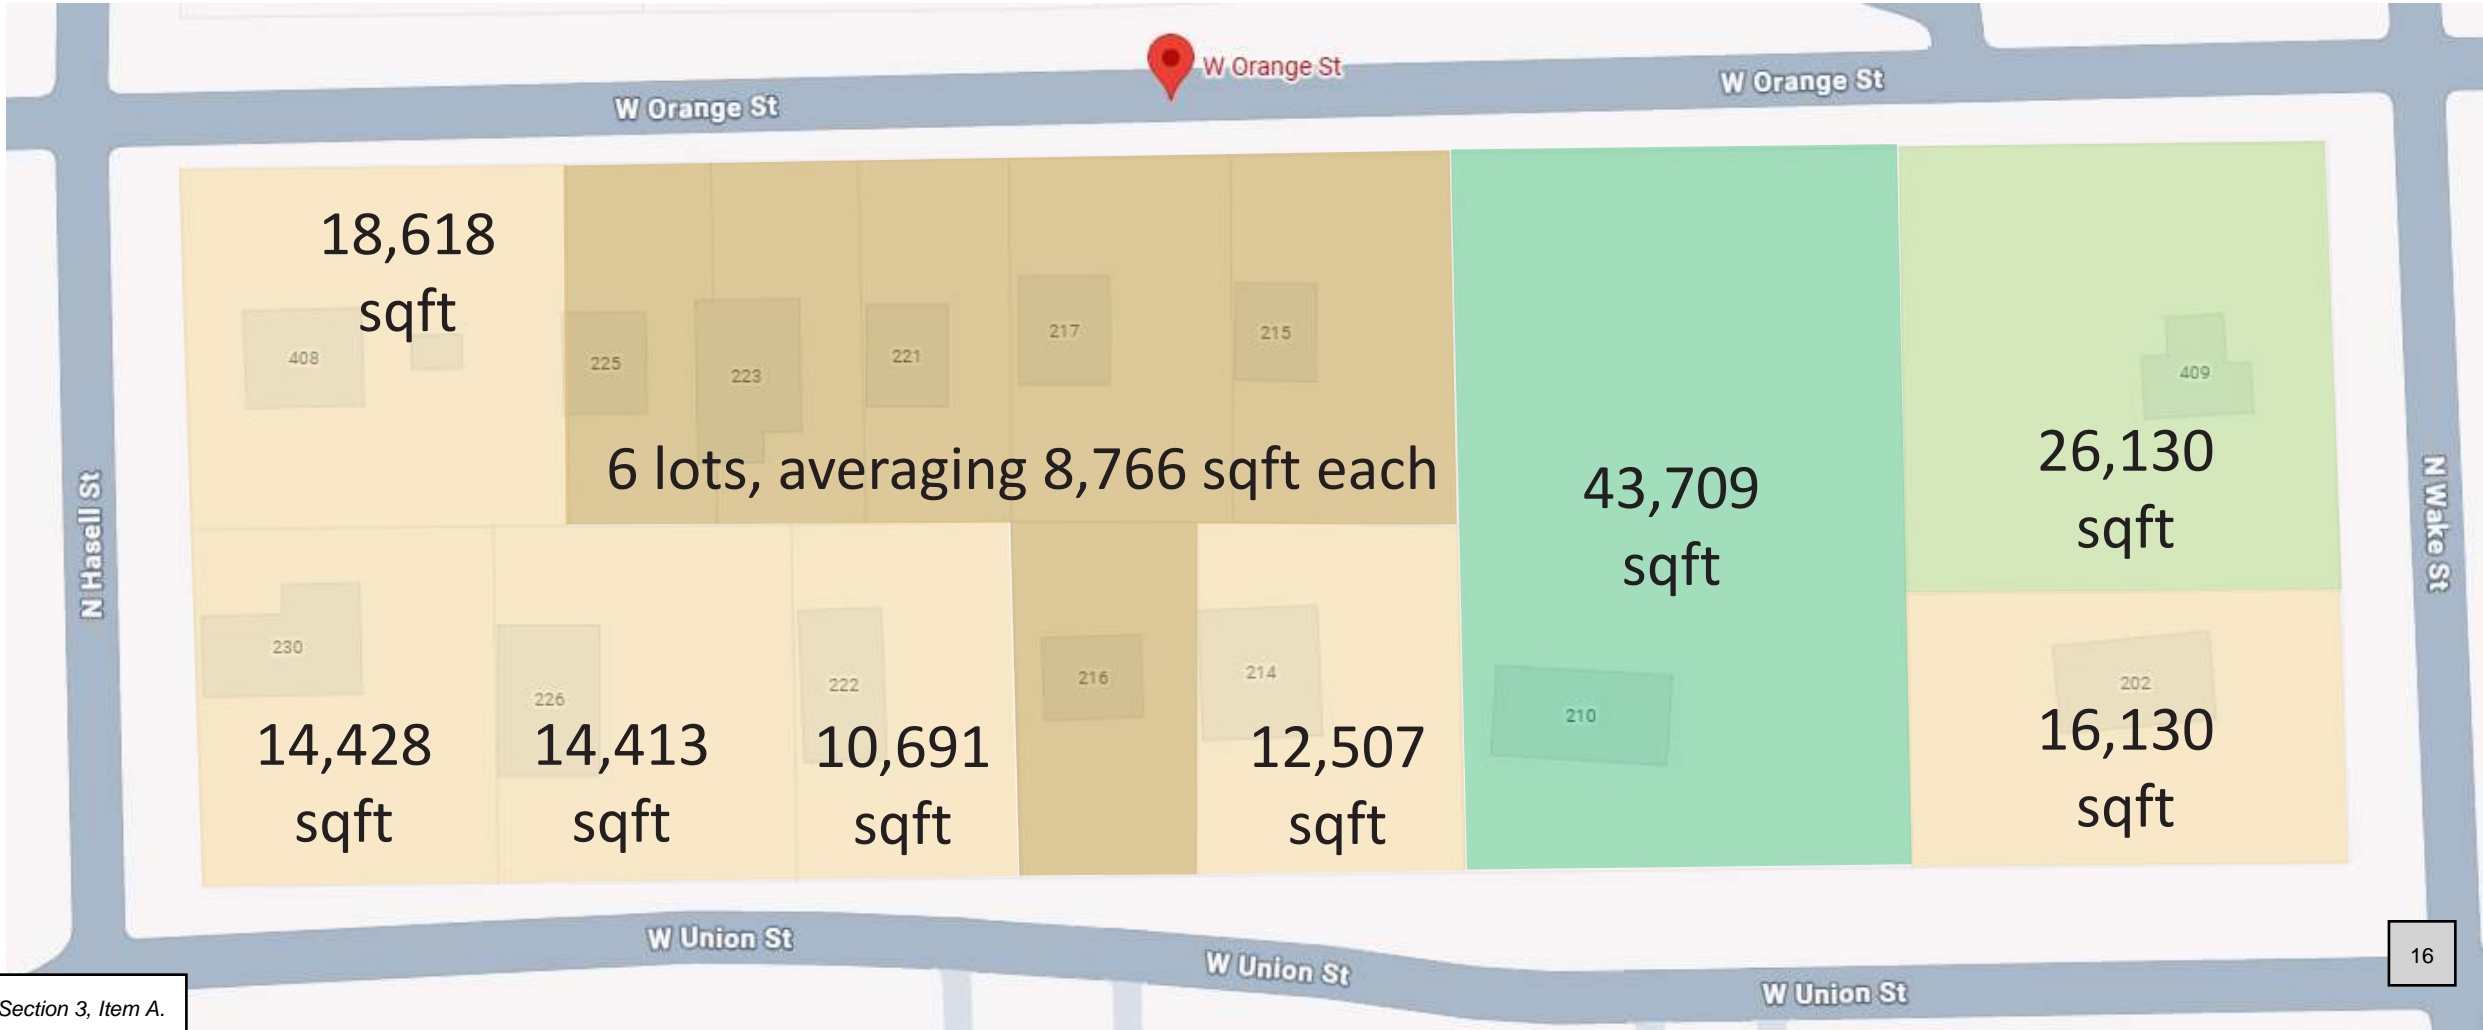 W Orange St
W Orange St
W Orange St
18,618
sqft
408
225
223
221
217
215
409
6 lots, averaging 8,766 sqft each
43,709
sqft
26,130
sqft
N Hasell St
N Wake St
230
226
222
216
214
210
202
14,428
sqft
14,413
sqft
10,691
sqft
12,507
sqft
16,130
sqft
W Union St
W Union St
W Union St
16
Section 3, Item A.